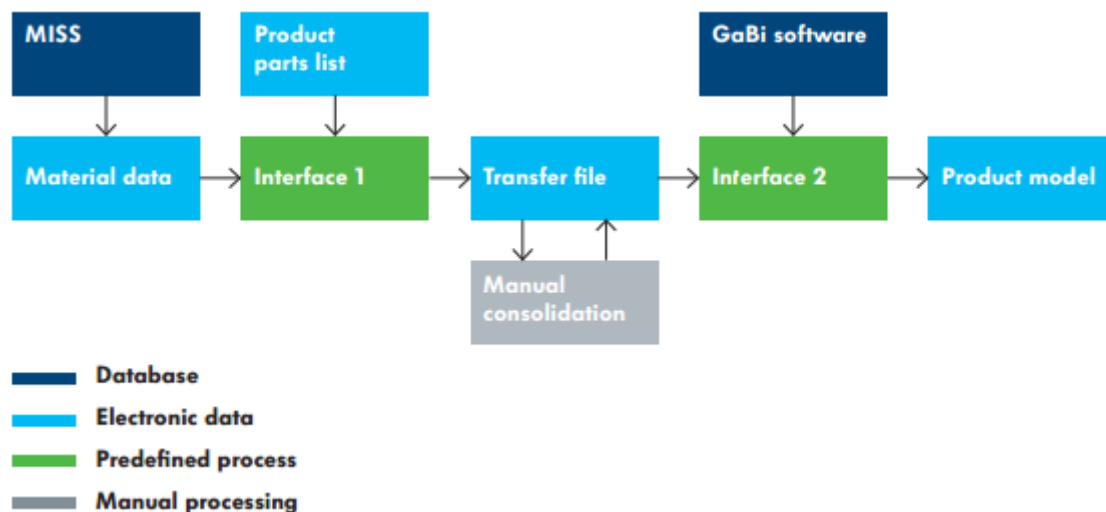 MISS
Product
parts list
GaBi software
Material data
Interface 1
Transfer file
Interface 2
Product model
Manual
consolidation
Database
Electronic data
Predefined process
Manual processing